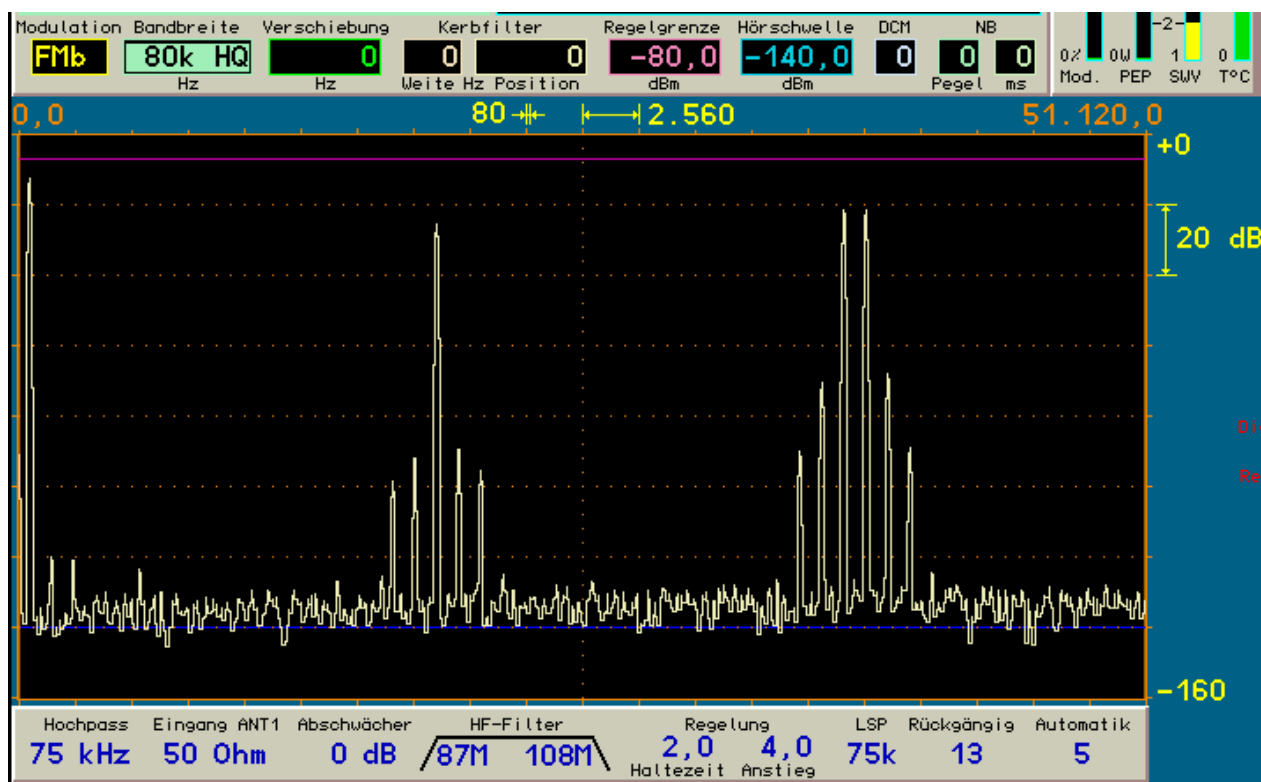 Modulation Bandbreite Verschiebung Kerbfilter Regelgrenze Hörschwelle DCM NB
FMb 80k HQ 0 0 0 -80,0 -140,0 0 0 0
Hz Hz Weite Hz Position dBm dBm Pegel ms
-2-
0% 0W 1 0
Mod. PEP SWV T°C
0,0 80 2.560 51.120,0
+0
20 dB
-160
Hochpass Eingang ANT1 Abschwächer HF-Filter Regelung LSP Rückgängig Automatik
75 kHz 50 Ohm 0 dB 87M 108M 2,0 4,0 75k 13 5
Haltezeit Anstieg